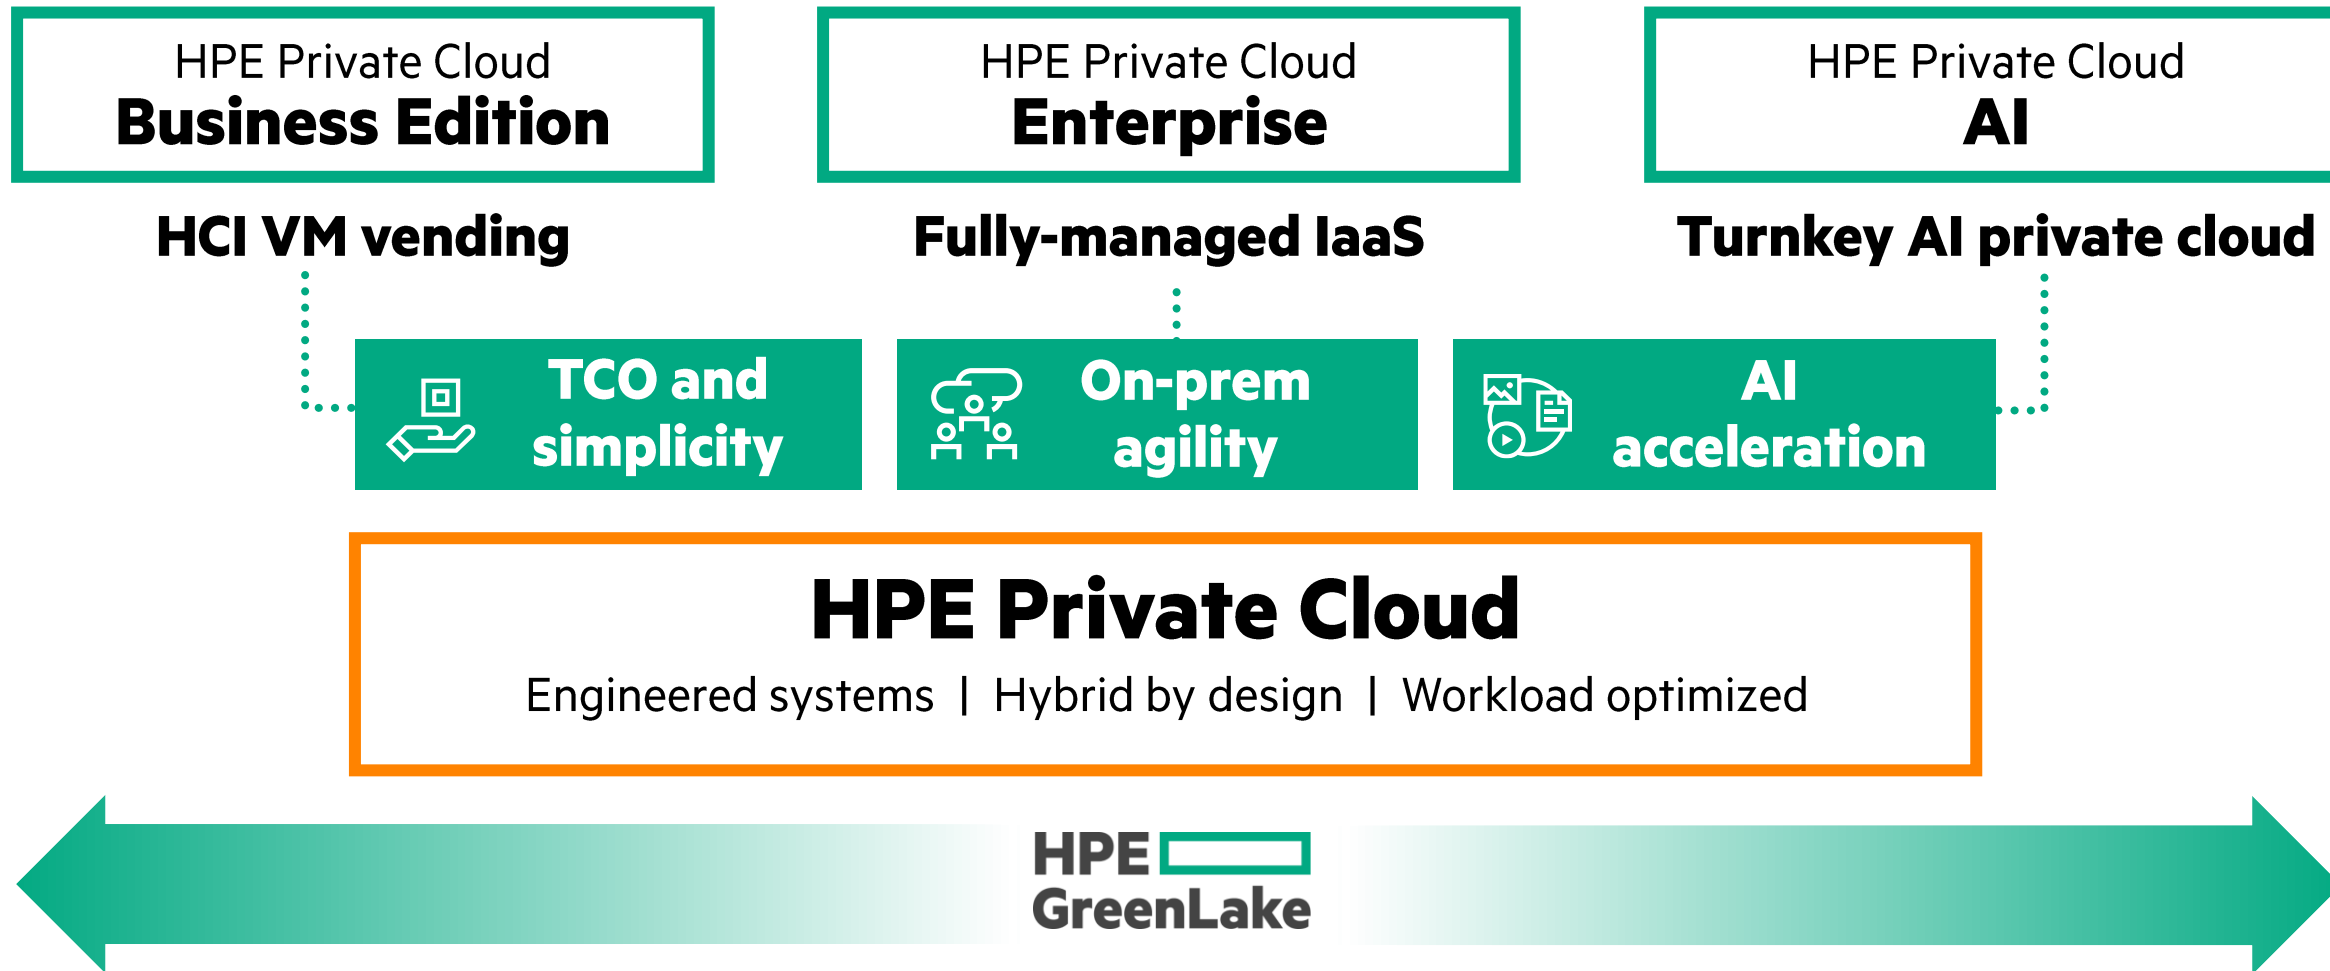 HPE Private Cloud
Business Edition
HPE Private Cloud
Enterprise
HPE Private Cloud
AI
HCI VM vending
Fully-managed IaaS
Turnkey AI private cloud
TCO and
simplicity
On-prem
agility
AI
acceleration
HPE Private Cloud
Engineered systems | Hybrid by design | Workload optimized
HPE
GreenLake